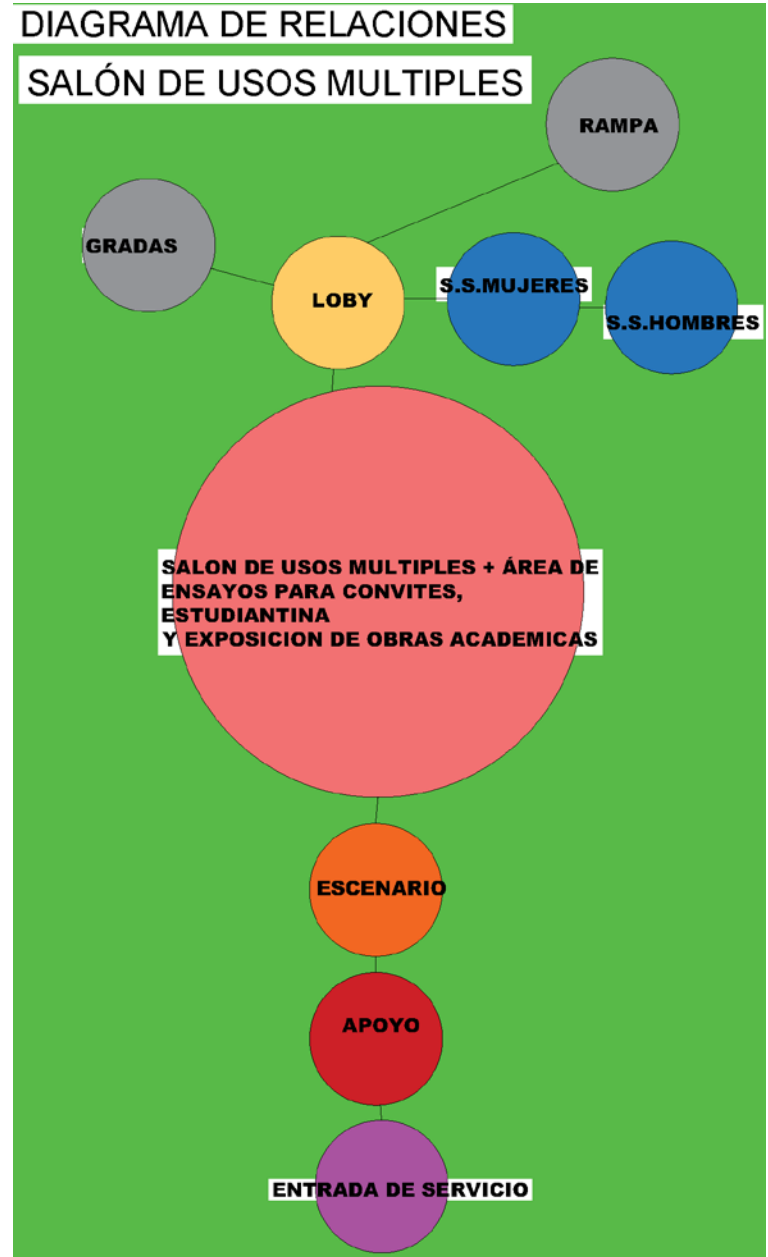 DIAGRAMA DE RELACIONES
SALÓN DE USOS MULTIPLES
RAMPA
GRADAS
LOBY
S.S.MUJERES
S.S.HOMBRES
SALON DE USOS MULTIPLES + ÁREA DE
ENSAYOS PARA CONVITES,
ESTUDIANTINA
Y EXPOSICION DE OBRAS ACADEMICAS
ESCENARIO
APOYO
ENTRADA DE SERVICIO